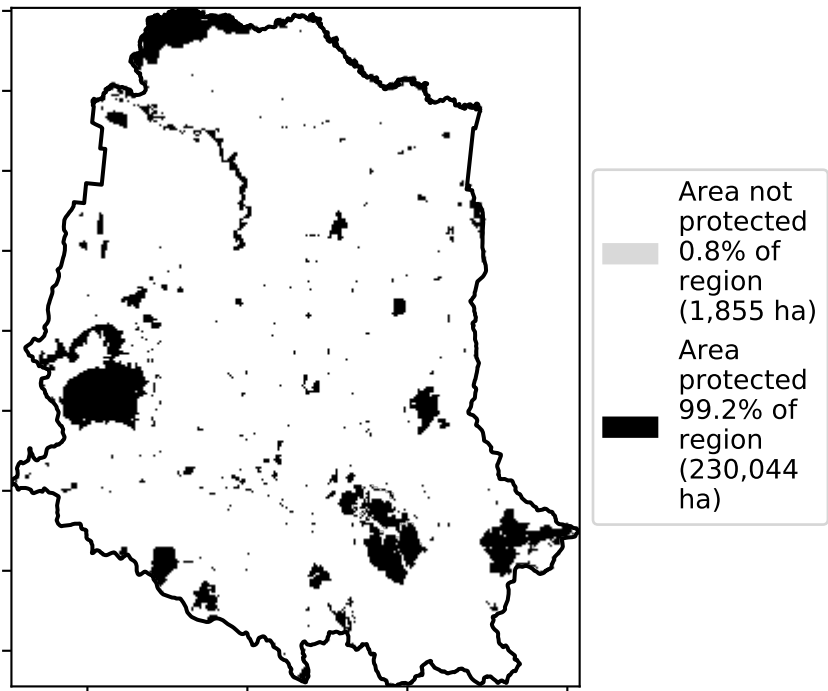 Area not
protected
0.8% of
region
(1,855 ha)
Area
protected
99.2% of
region
(230,044
ha)